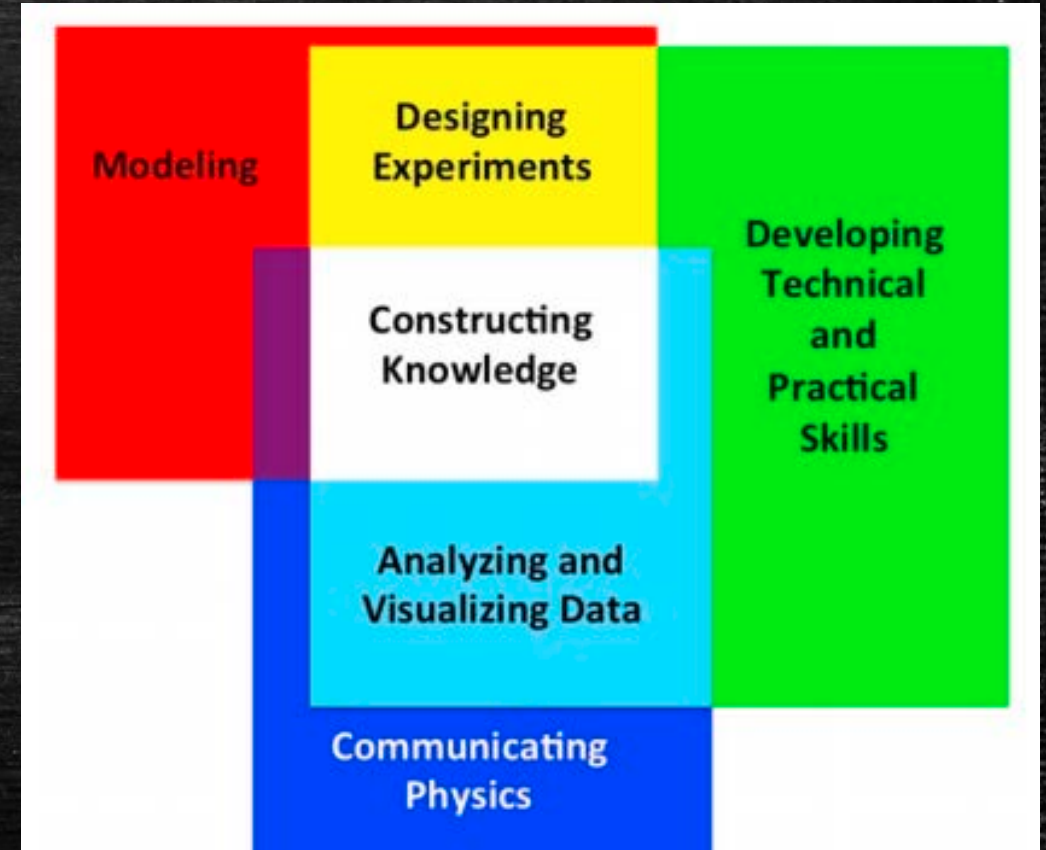 Modeling
Designing
Experiments
Developing
Technical
and
Practical
Skills
Constructing
Knowledge
Analyzing and
Visualizing Data
Communicating
Physics